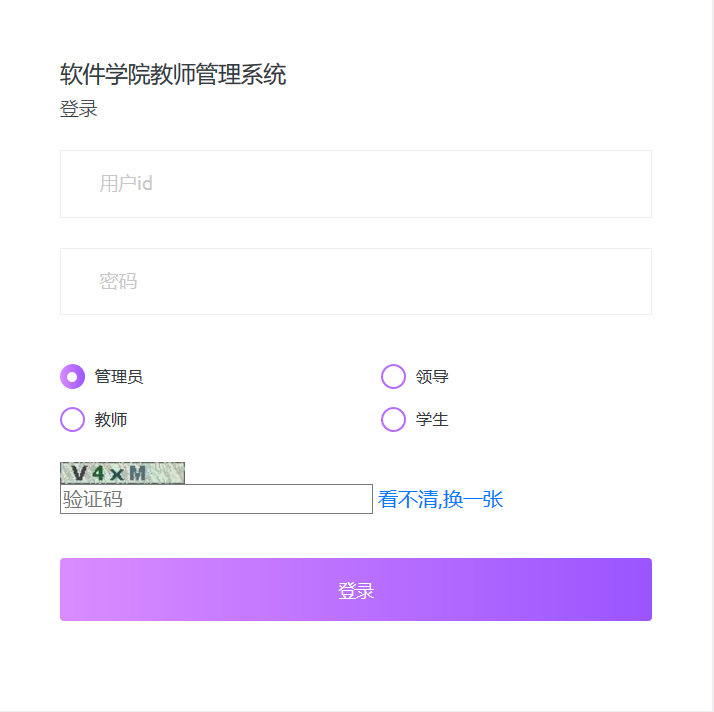 软件学院教师管理系统
登录
用户id
密码
管理员 领导
教师 学生
V4xM
验证码 看不清,换一张
登录